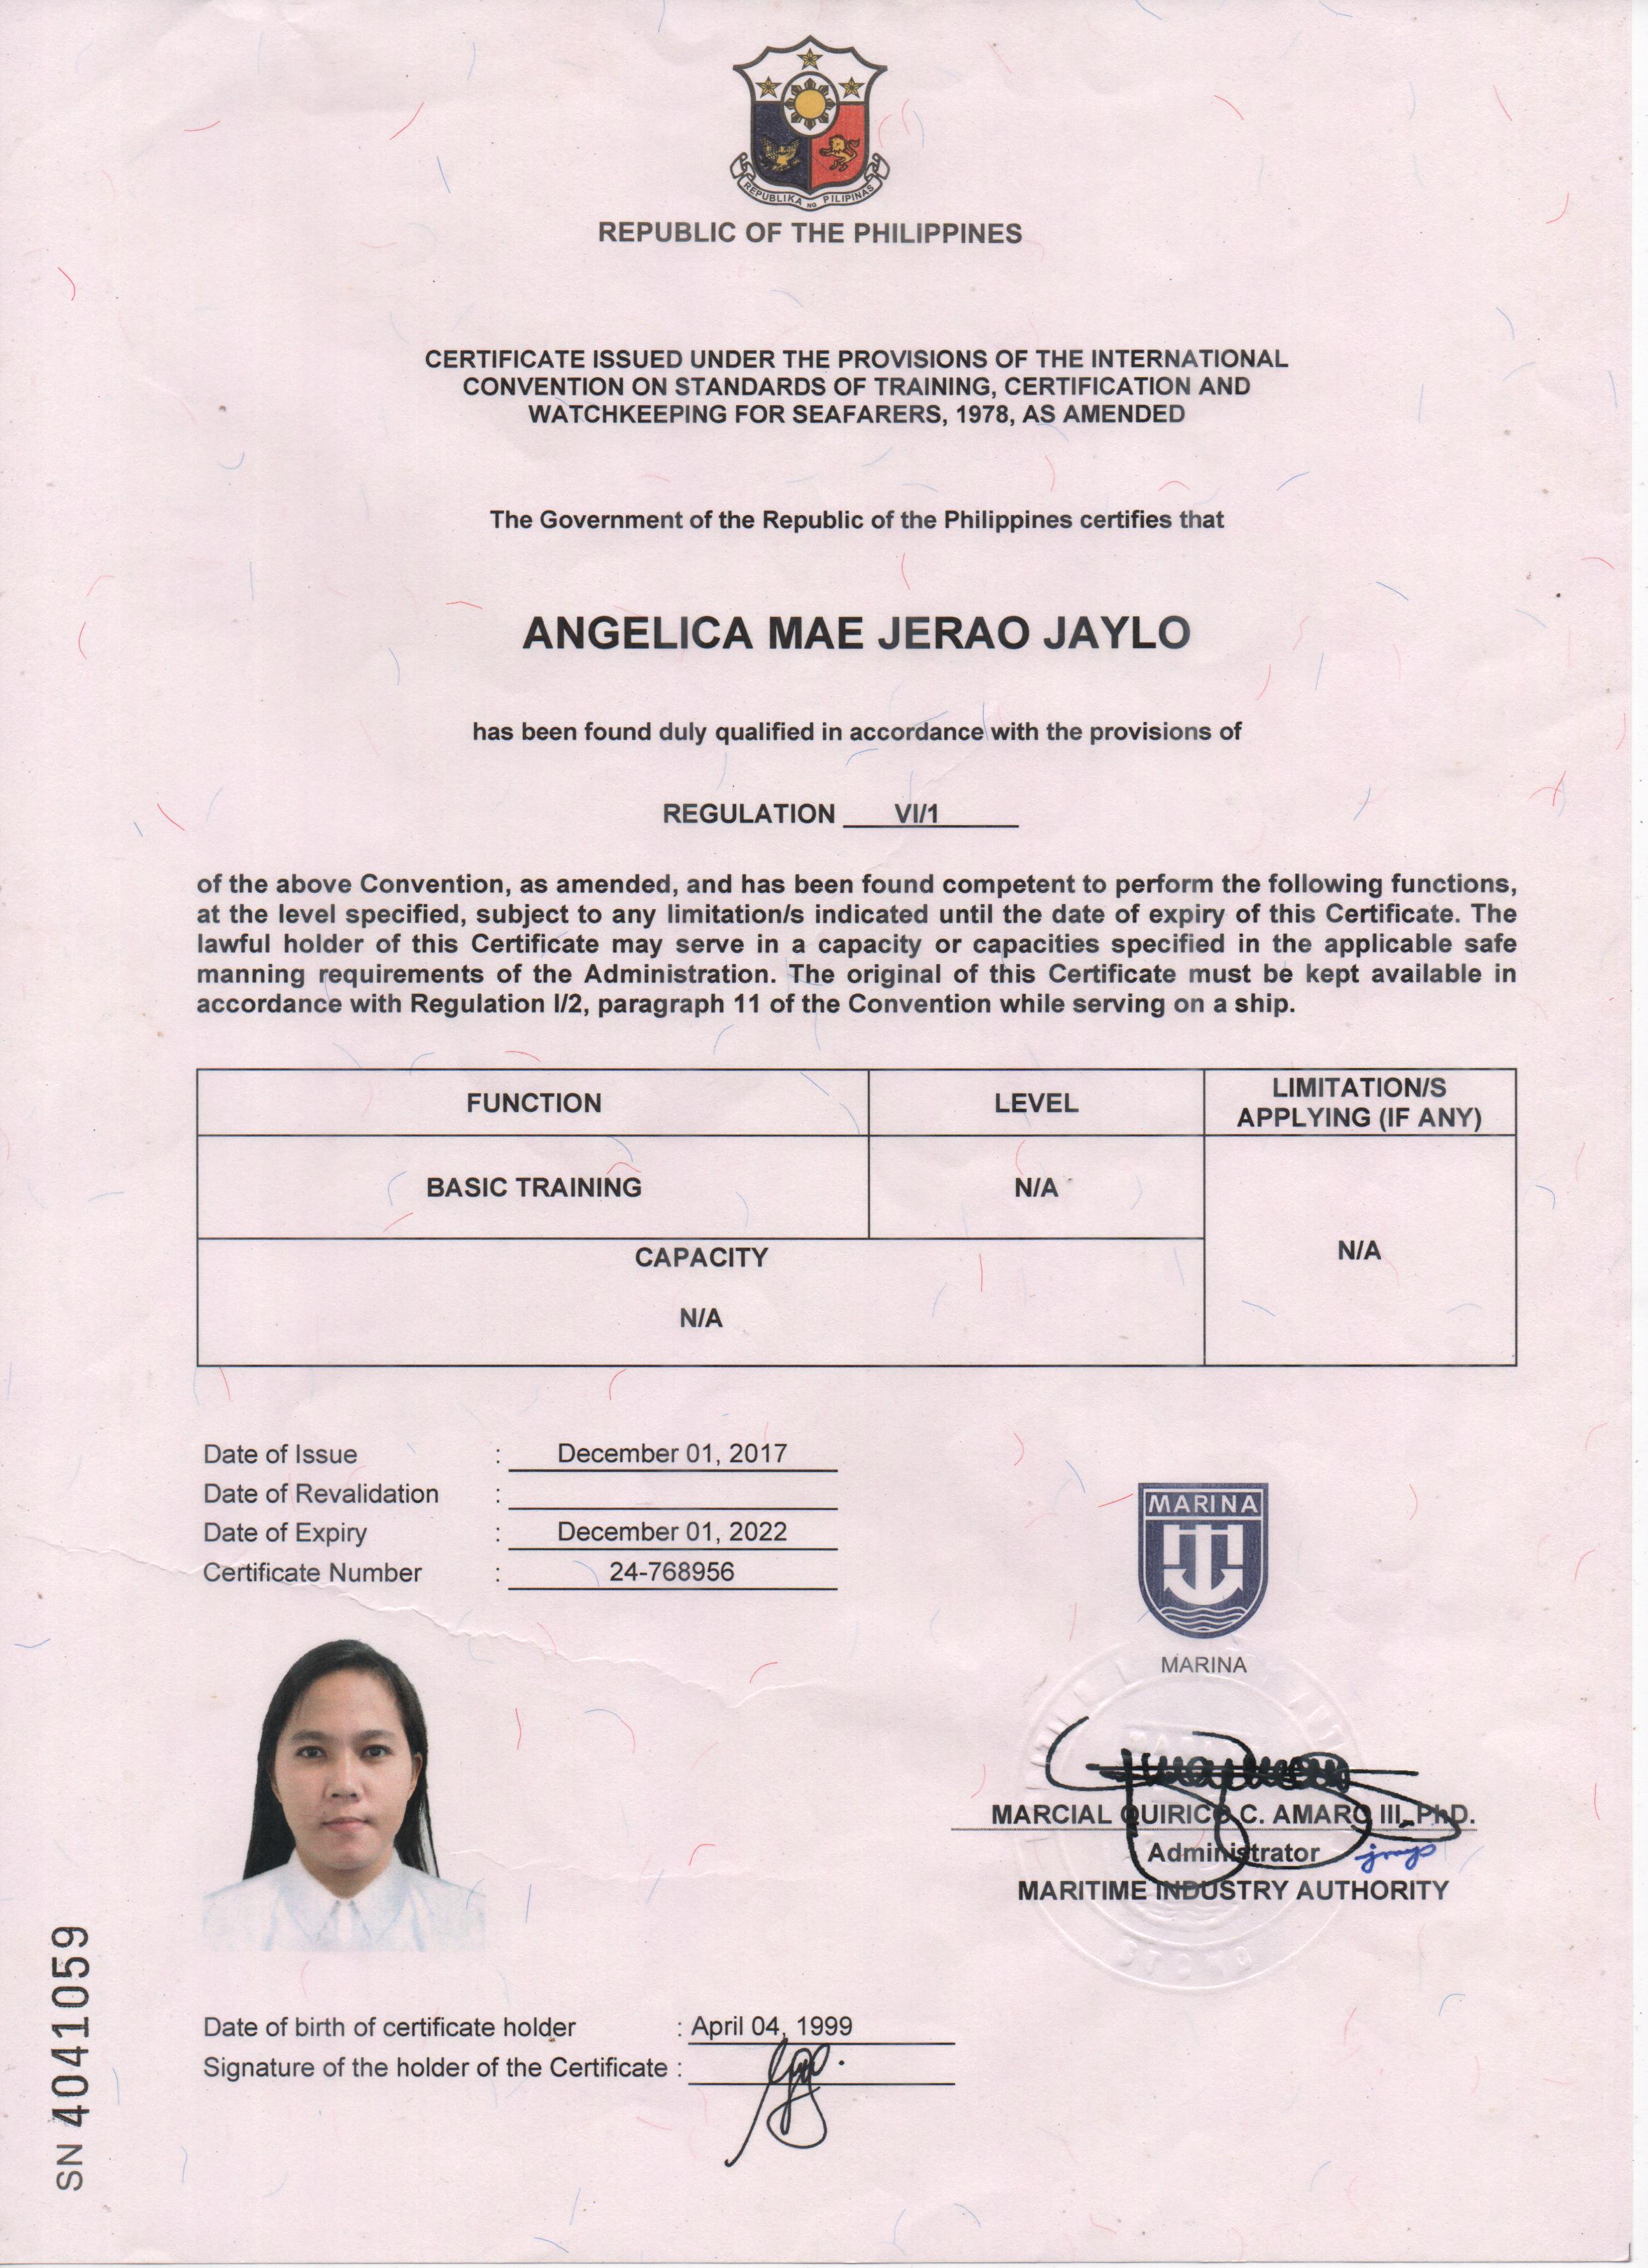 REPUBLIKA NG PILIPINAS
REPUBLIC OF THE PHILIPPINES
CERTIFICATE ISSUED UNDER THE PROVISIONS OF THE INTERNATIONAL
CONVENTION ON STANDARDS OF TRAINING, CERTIFICATION AND
WATCHKEEPING FOR SEAFARERS, 1978, AS AMENDED
The Government of the Republic of the Philippines certifies that
ANGELICA MAE JERAO JAYLO
has been found duly qualified in accordance with the provisions of
REGULATION VI/1
of the above Convention, as amended, and has been found competent to perform the following functions,
at the level specified, subject to any limitation/s indicated until the date of expiry of this Certificate. The
lawful holder of this Certificate may serve in a capacity or capacities specified in the applicable safe
manning requirements of the Administration. The original of this Certificate must be kept available in
accordance with Regulation I/2, paragraph 11 of the Convention while serving on a ship.
FUNCTION LEVEL LIMITATION/S
APPLYING (IF ANY)
BASIC TRAINING N/A
N/A
CAPACITY
N/A
Date of Issue : December 01, 2017
Date of Revalidation :
Date of Expiry : December 01, 2022
Certificate Number : 24-768956
MARINA
MARINA
MARCIAL QUIRICO C. AMARO III, PhD.
Administrator
MARITIME INDUSTRY AUTHORITY
Date of birth of certificate holder : April 04, 1999
Signature of the holder of the Certificate :
SN 4041059